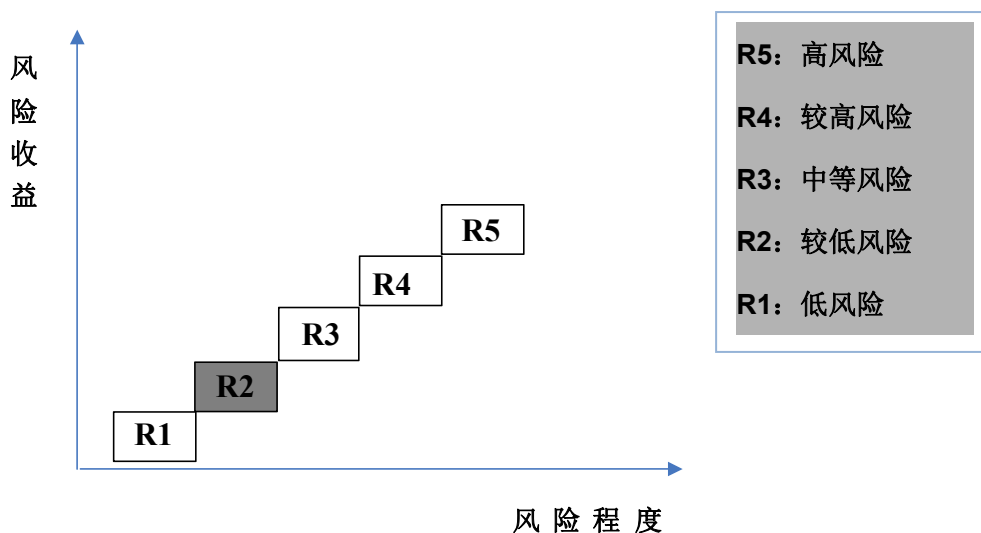 风
险
收
益
R5
R4
R3
R2
R1
风 险 程 度
R5：高风险
R4：较高风险
R3：中等风险
R2：较低风险
R1：低风险